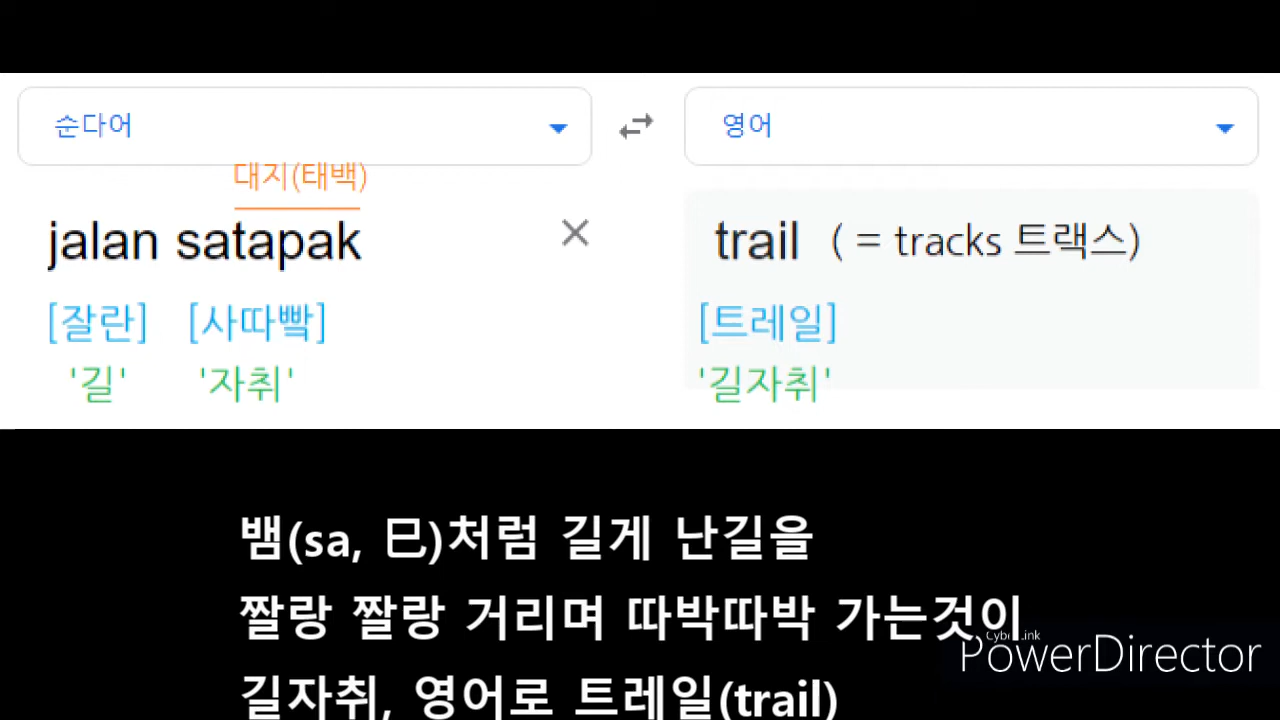 순다어
영어
대지(태백)
jalan satapak
trail ( = tracks 트랙스)
[잘란] [사따빡]
[트레일]
'길' '자취'
'길자취'
뱀(sa, 巳)처럼 길게 난길을
짤랑 짤랑 거리며 따박따박 가는것이
CyberLink
PowerDirector
길자취, 영어로 트레일(trail)